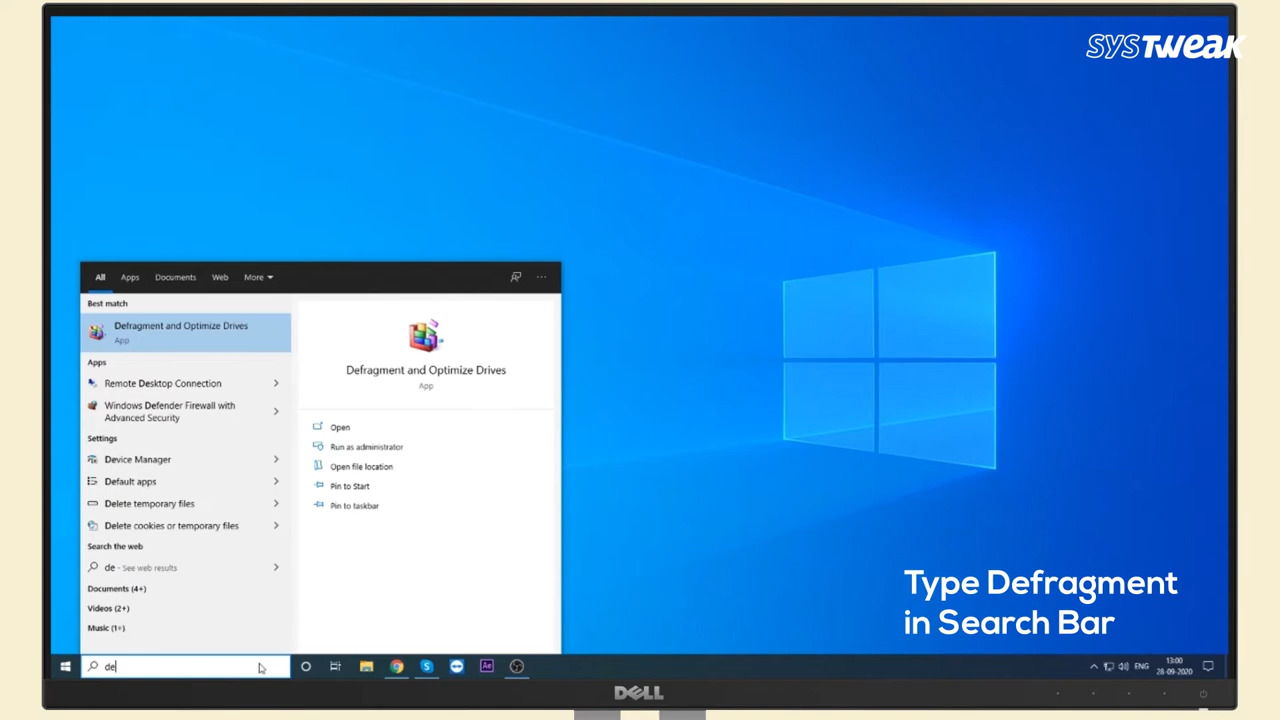 SYSTWEAK
All Apps Documents Web More
Best match
Defragment and Optimize Drives
App
Apps
Remote Desktop Connection
Windows Defender Firewall with
Advanced Security
Settings
Device Manager
Default apps
Delete temporary files
Delete cookies or temporary files
Search the web
de - See web results
Documents (4+)
Videos (2+)
Music (1+)
de
Defragment and Optimize Drives
App
Open
Run as administrator
Open file location
Pin to Start
Pin to taskbar
Type Defragment
in Search Bar
S
Ae
ENG
13:00
28-09-2020
DELL